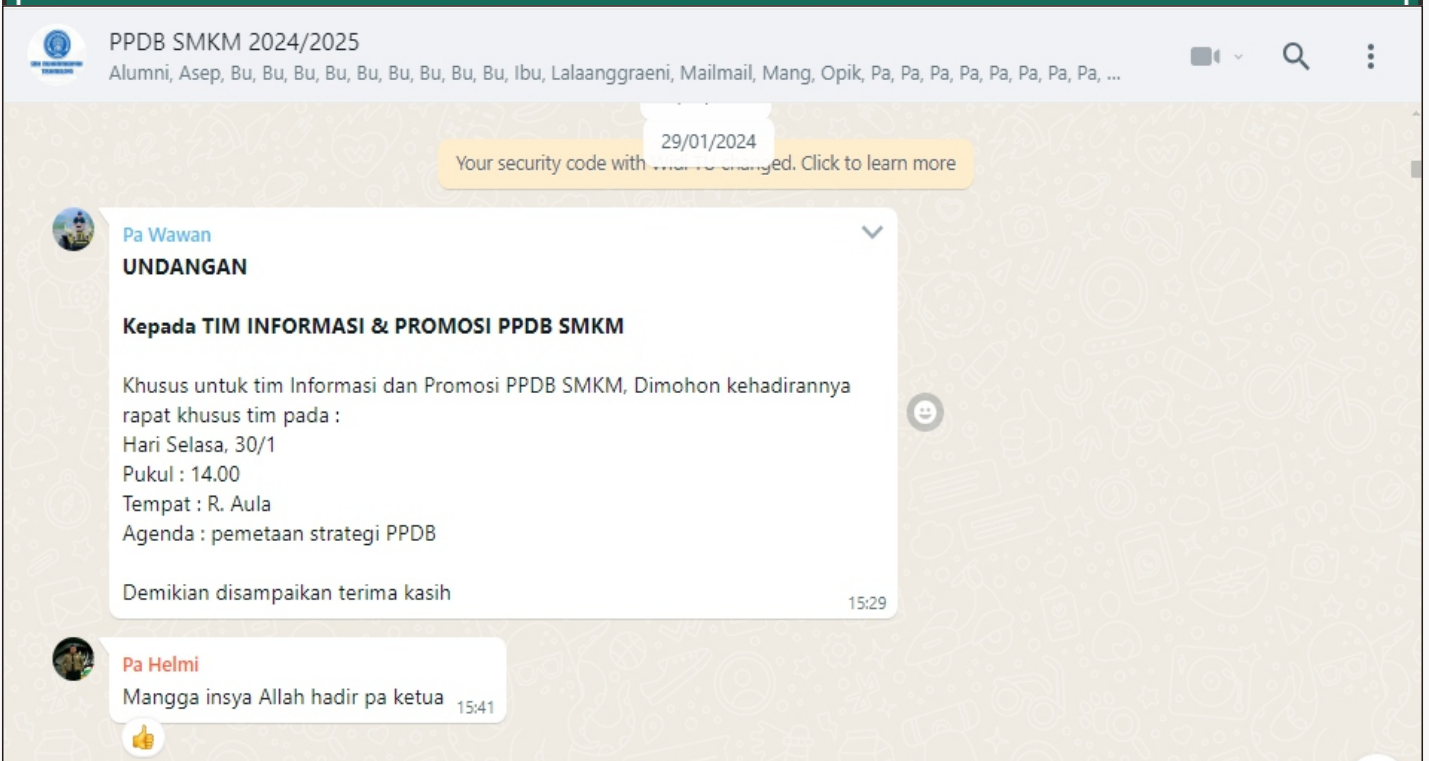 PPDB SMKM 2024/2025
Alumni, Asep, Bu, Bu, Bu, Bu, Bu, Bu, Bu, Bu, Bu, Ibu, Lalaanggraeni, Mailmail, Mang, Opik, Pa, Pa, Pa, Pa, Pa, Pa, Pa, Pa, ...
29/01/2024
Your security code with changed. Click to learn more
Pa Wawan
UNDANGAN
Kepada TIM INFORMASI & PROMOSI PPDB SMKM
Khusus untuk tim Informasi dan Promosi PPDB SMKM, Dimohon kehadirannya
rapat khusus tim pada :
Hari Selasa, 30/1
Pukul : 14.00
Tempat : R. Aula
Agenda : pemetaan strategi PPDB
Demikian disampaikan terima kasih
15:29
Pa Helmi
Mangga insya Allah hadir pa ketua 15:41